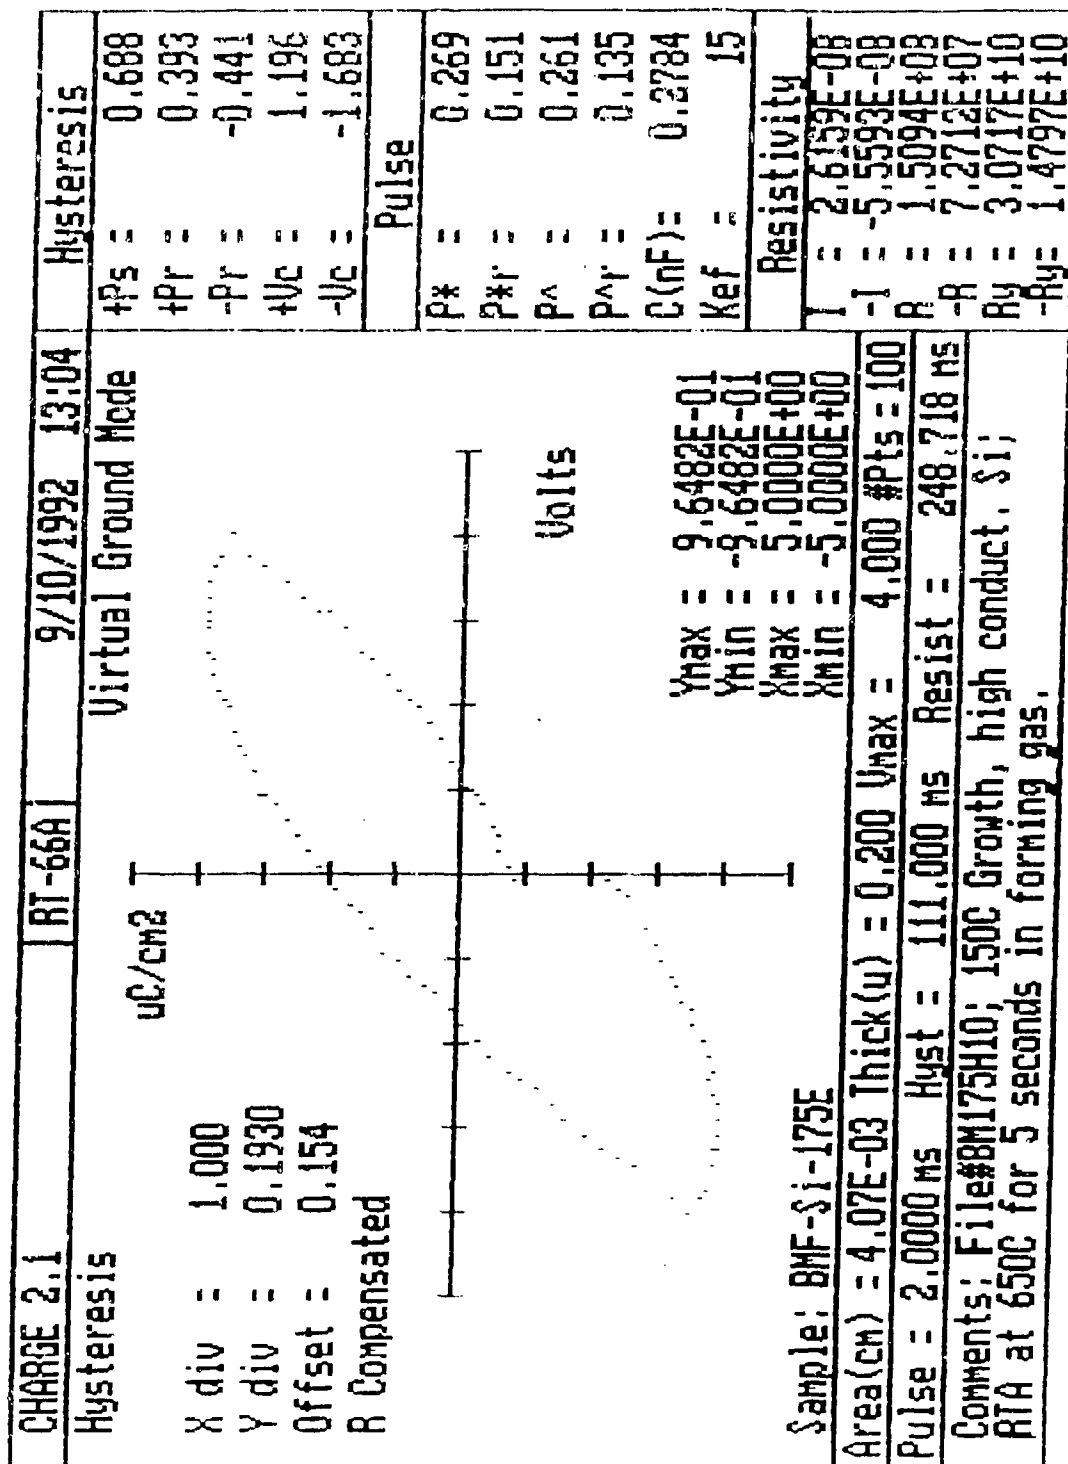 CHARGE 2.1
RT-66A
9/10/1992 13:04
Hysteresis
Virtual Ground Mode
X div = 1.000
Y div = 0.1930
Offset = 0.154
R Compensated
uC/cm2
Volts
Ymax = 9.6482E-01
Ymin = -9.6482E-01
Xmax = 5.0000E+00
Xmin = -5.0000E+00
Sample: BMF-Si-175E
Area(cm) = 4.07E-03 Thick(u) = 0.200 Vmax = 4.000 #Pts=100
Pulse = 2.0000 ms Hyst = 111.000 ms Resist = 248.718 ms
Comments: File#BM175H10; 150C Growth, high conduct. Si;
RTA at 650C for 5 seconds in forming gas.
Hysteresis
+Ps = 0.688
+Pr = 0.393
-Pr = -0.441
+Vc = 1.196
-Vc = -1.683
Pulse
P* = 0.269
P*r = 0.151
P^ = 0.261
P^r = 0.135
C(nF)= 0.2784
Kef = 15
Resistivity
I = 2.6159E-08
-I = -5.5593E-08
R = 1.5094E+08
-R = 7.2712E+07
Ry = 3.0717E+10
-Ry= 1.4797E+10